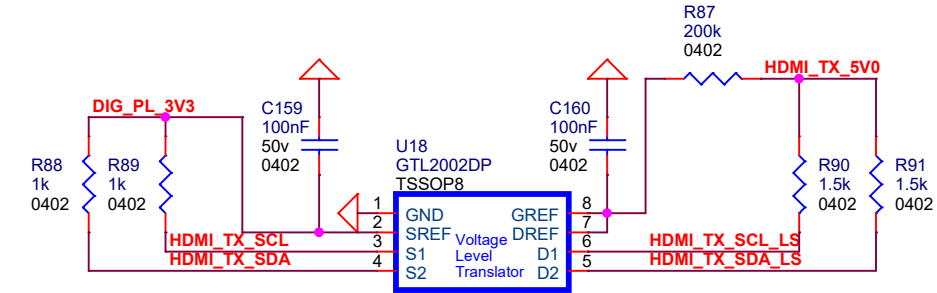 R87
200k
0402
HDMI_TX_5V0
DIG_PL_3V3
C159
100nF
50v
0402
C160
100nF
50v
0402
U18
GTL2002DP
TSSOP8
R88
1k
0402
R89
1k
0402
R90
1.5k
0402
R91
1.5k
0402
1 GND GREF 8
2 SREF DREF 7
HDMI_TX_SCL 3 S1 D1 6 HDMI_TX_SCL_LS
HDMI_TX_SDA 4 S2 D2 5 HDMI_TX_SDA_LS
Voltage
Level
Translator